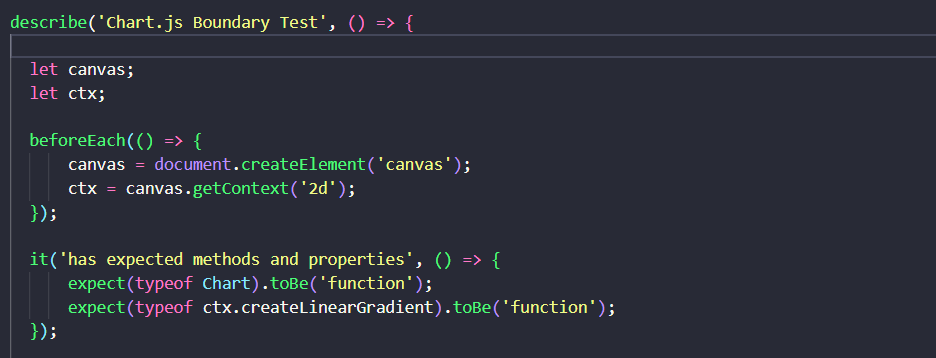 describe('Chart.js Boundary Test', () => {
let canvas;
let ctx;
beforeEach(() => {
canvas = document.createElement('canvas');
ctx = canvas.getContext('2d');
});
it('has expected methods and properties', () => {
expect(typeof Chart).toBe('function');
expect(typeof ctx.createLinearGradient).toBe('function');
});